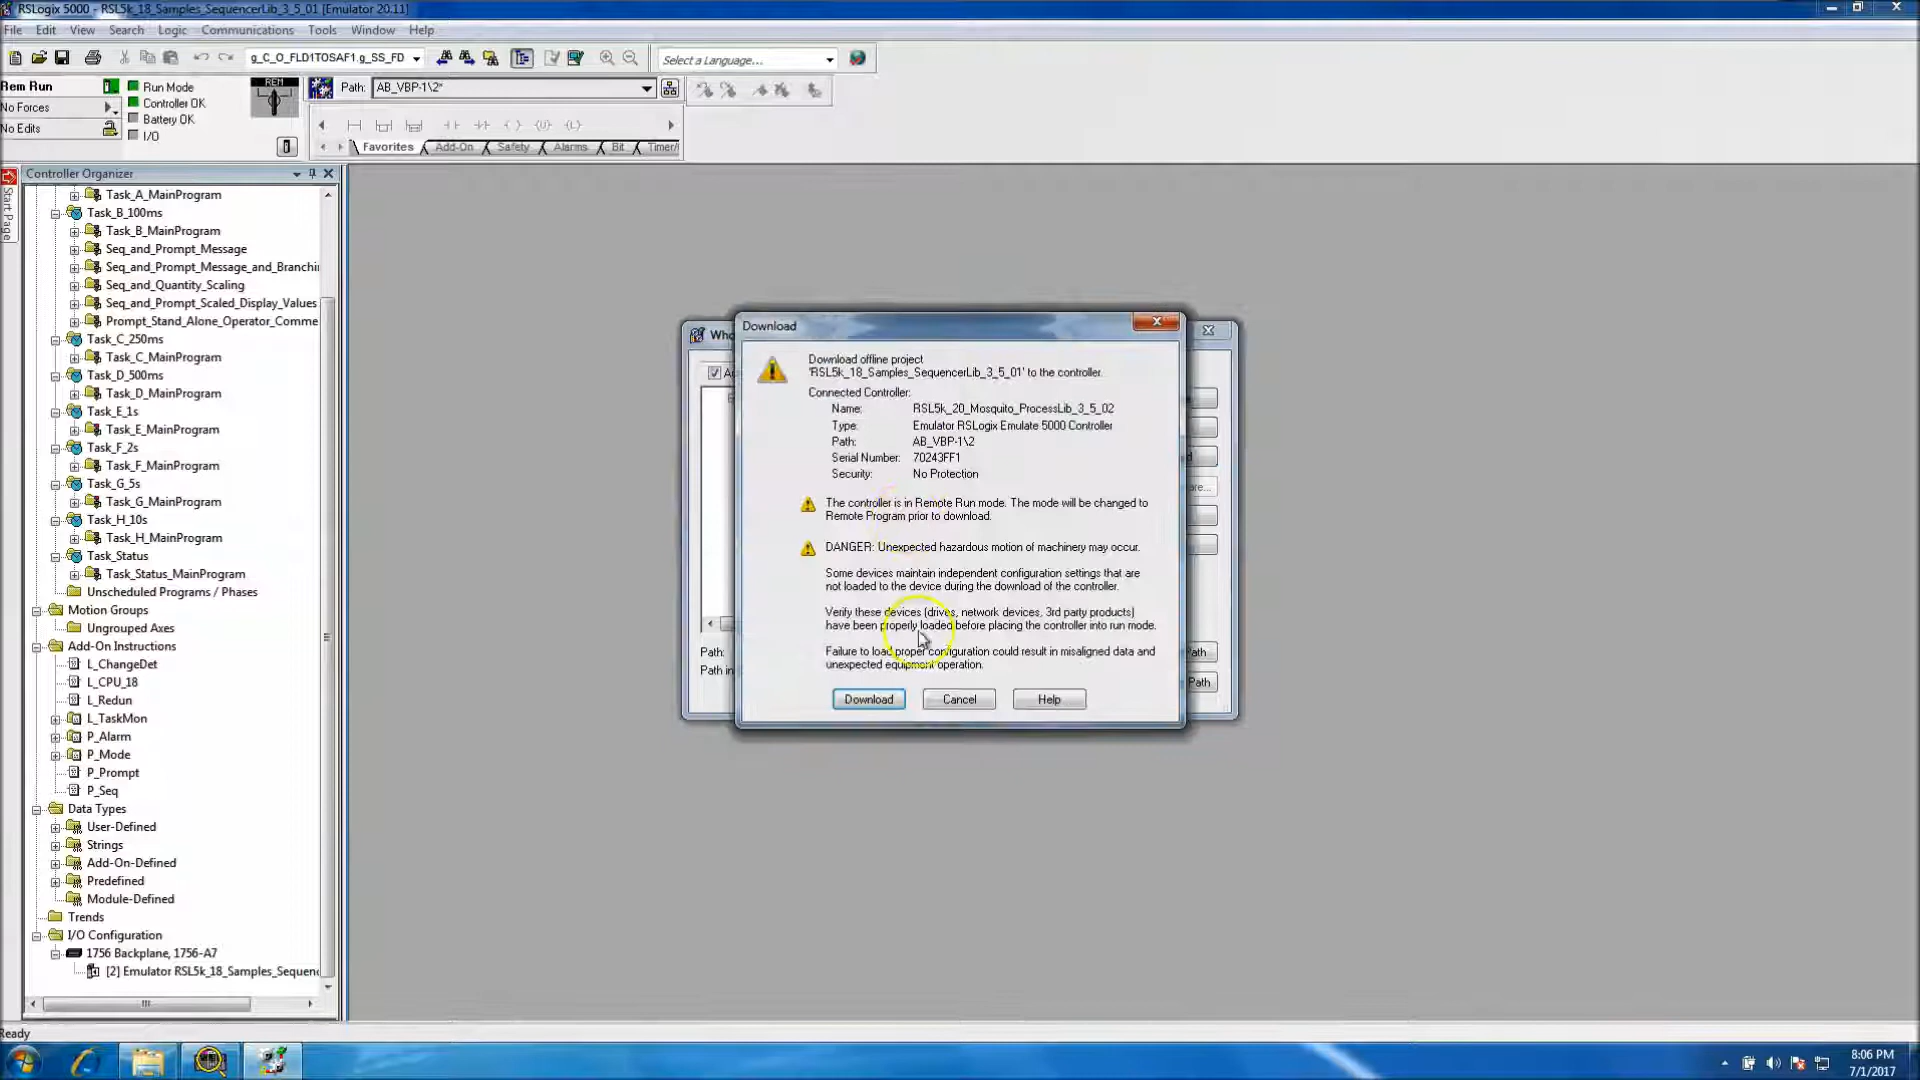 RSLogix 5000 - RSL5k_18_Samples_SequencerLib_3_5_01 [Emulator 20.11]
File Edit View Search Logic Communications Tools Window Help
g_C_O_FLD1TOSAF1.g_SS_FD
Select a Language...
Rem Run
No Forces
No Edits
Run Mode
Controller OK
Battery OK
I/O
REM
Path: AB_VBP-1\2*
Favorites Add-On Safety Alarms Bit Timer/
Start Page
Controller Organizer
Task_A_MainProgram
Task_B_100ms
Task_B_MainProgram
Seq_and_Prompt_Message
Seq_and_Prompt_Message_and_Branchi
Seq_and_Quantity_Scaling
Seq_and_Prompt_Scaled_Display_Values
Prompt_Stand_Alone_Operator_Comme
Task_C_250ms
Task_C_MainProgram
Task_D_500ms
Task_D_MainProgram
Task_E_1s
Task_E_MainProgram
Task_F_2s
Task_F_MainProgram
Task_G_5s
Task_G_MainProgram
Task_H_10s
Task_H_MainProgram
Task_Status
Task_Status_MainProgram
Unscheduled Programs / Phases
Motion Groups
Ungrouped Axes
Add-On Instructions
L_ChangeDet
L_CPU_18
L_Redun
L_TaskMon
P_Alarm
P_Mode
P_Prompt
P_Seq
Data Types
User-Defined
Strings
Add-On-Defined
Predefined
Module-Defined
Trends
I/O Configuration
1756 Backplane, 1756-A7
[2] Emulator RSL5k_18_Samples_Sequen
Who
Path:
Path in
Path
Path
Download
Download offline project
'RSL5k_18_Samples_SequencerLib_3_5_01' to the controller.
Connected Controller:
Name: RSL5k_20_Mosquito_ProcessLib_3_5_02
Type: Emulator RSLogix Emulate 5000 Controller
Path: AB_VBP-1\2
Serial Number: 70243FF1
Security: No Protection
The controller is in Remote Run mode. The mode will be changed to
Remote Program prior to download.
DANGER: Unexpected hazardous motion of machinery may occur.
Some devices maintain independent configuration settings that are
not loaded to the device during the download of the controller.
Verify these devices (drives, network devices, 3rd party products)
have been properly loaded before placing the controller into run mode.
Failure to load proper configuration could result in misaligned data and
unexpected equipment operation.
Download Cancel Help
Ready
8:06 PM
7/1/2017